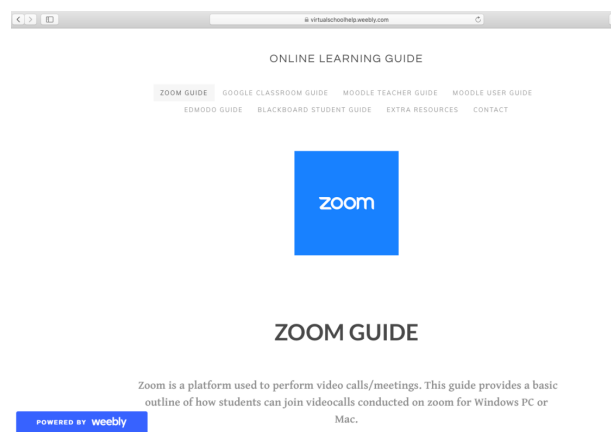 virtualschoolhelp.weebly.com
ONLINE LEARNING GUIDE
ZOOM GUIDE GOOGLE CLASSROOM GUIDE MOODLE TEACHER GUIDE MOODLE USER GUIDE
EDMODO GUIDE BLACKBOARD STUDENT GUIDE EXTRA RESOURCES CONTACT
zoom
ZOOM GUIDE
Zoom is a platform used to perform video calls/meetings. This guide provides a basic
outline of how students can join videocalls conducted on zoom for Windows PC or
Mac.
POWERED BY weebly